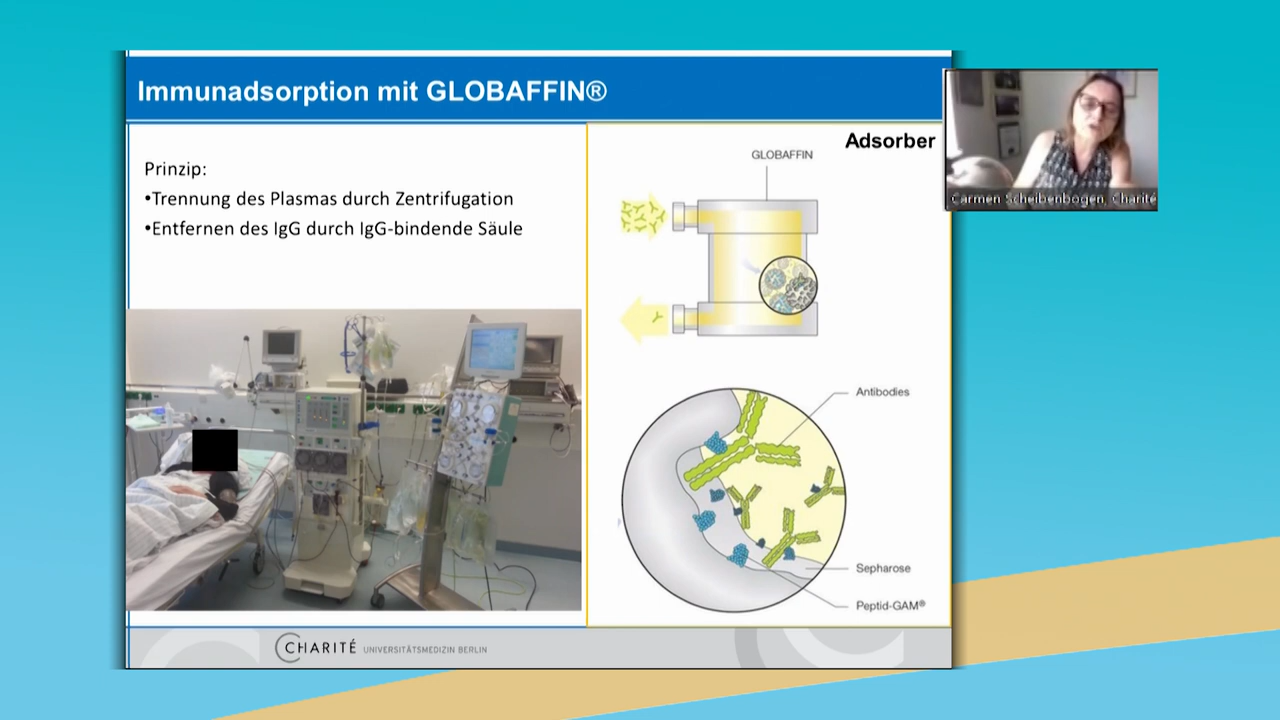 Immunadsorption mit GLOBAFFIN®
Prinzip:
•Trennung des Plasmas durch Zentrifugation
•Entfernen des IgG durch IgG-bindende Säule
Adsorber
GLOBAFFIN
Antibodies
Sepharose
Peptid-GAM®
CHARITÉ UNIVERSITÄTSMEDIZIN BERLIN
Carmen Scheibenbogen, Charité